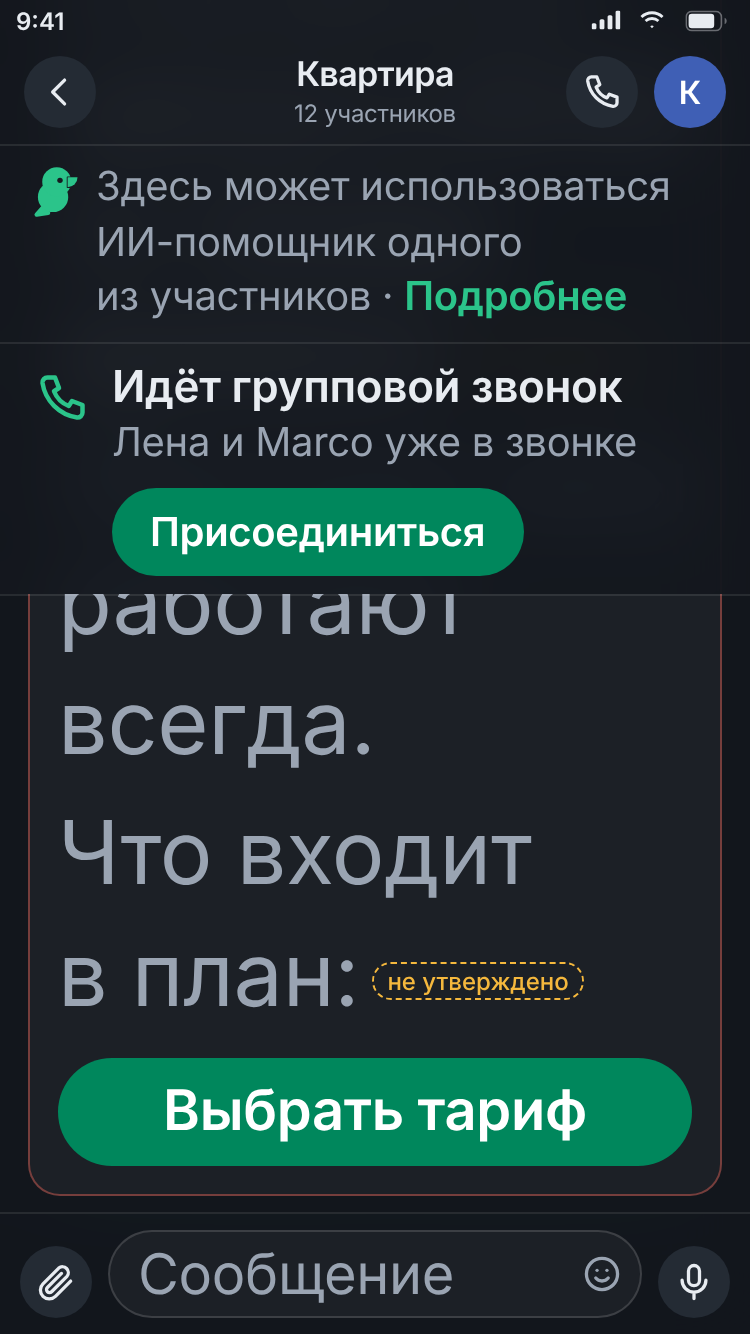 9:41
Квартира
12 участников
К
Здесь может использоваться
ИИ-помощник одного
из участников · Подробнее
Идёт групповой звонок
Лена и Marco уже в звонке
Присоединиться
работают
всегда.
Что входит
в план: не утверждено
Выбрать тариф
Сообщение